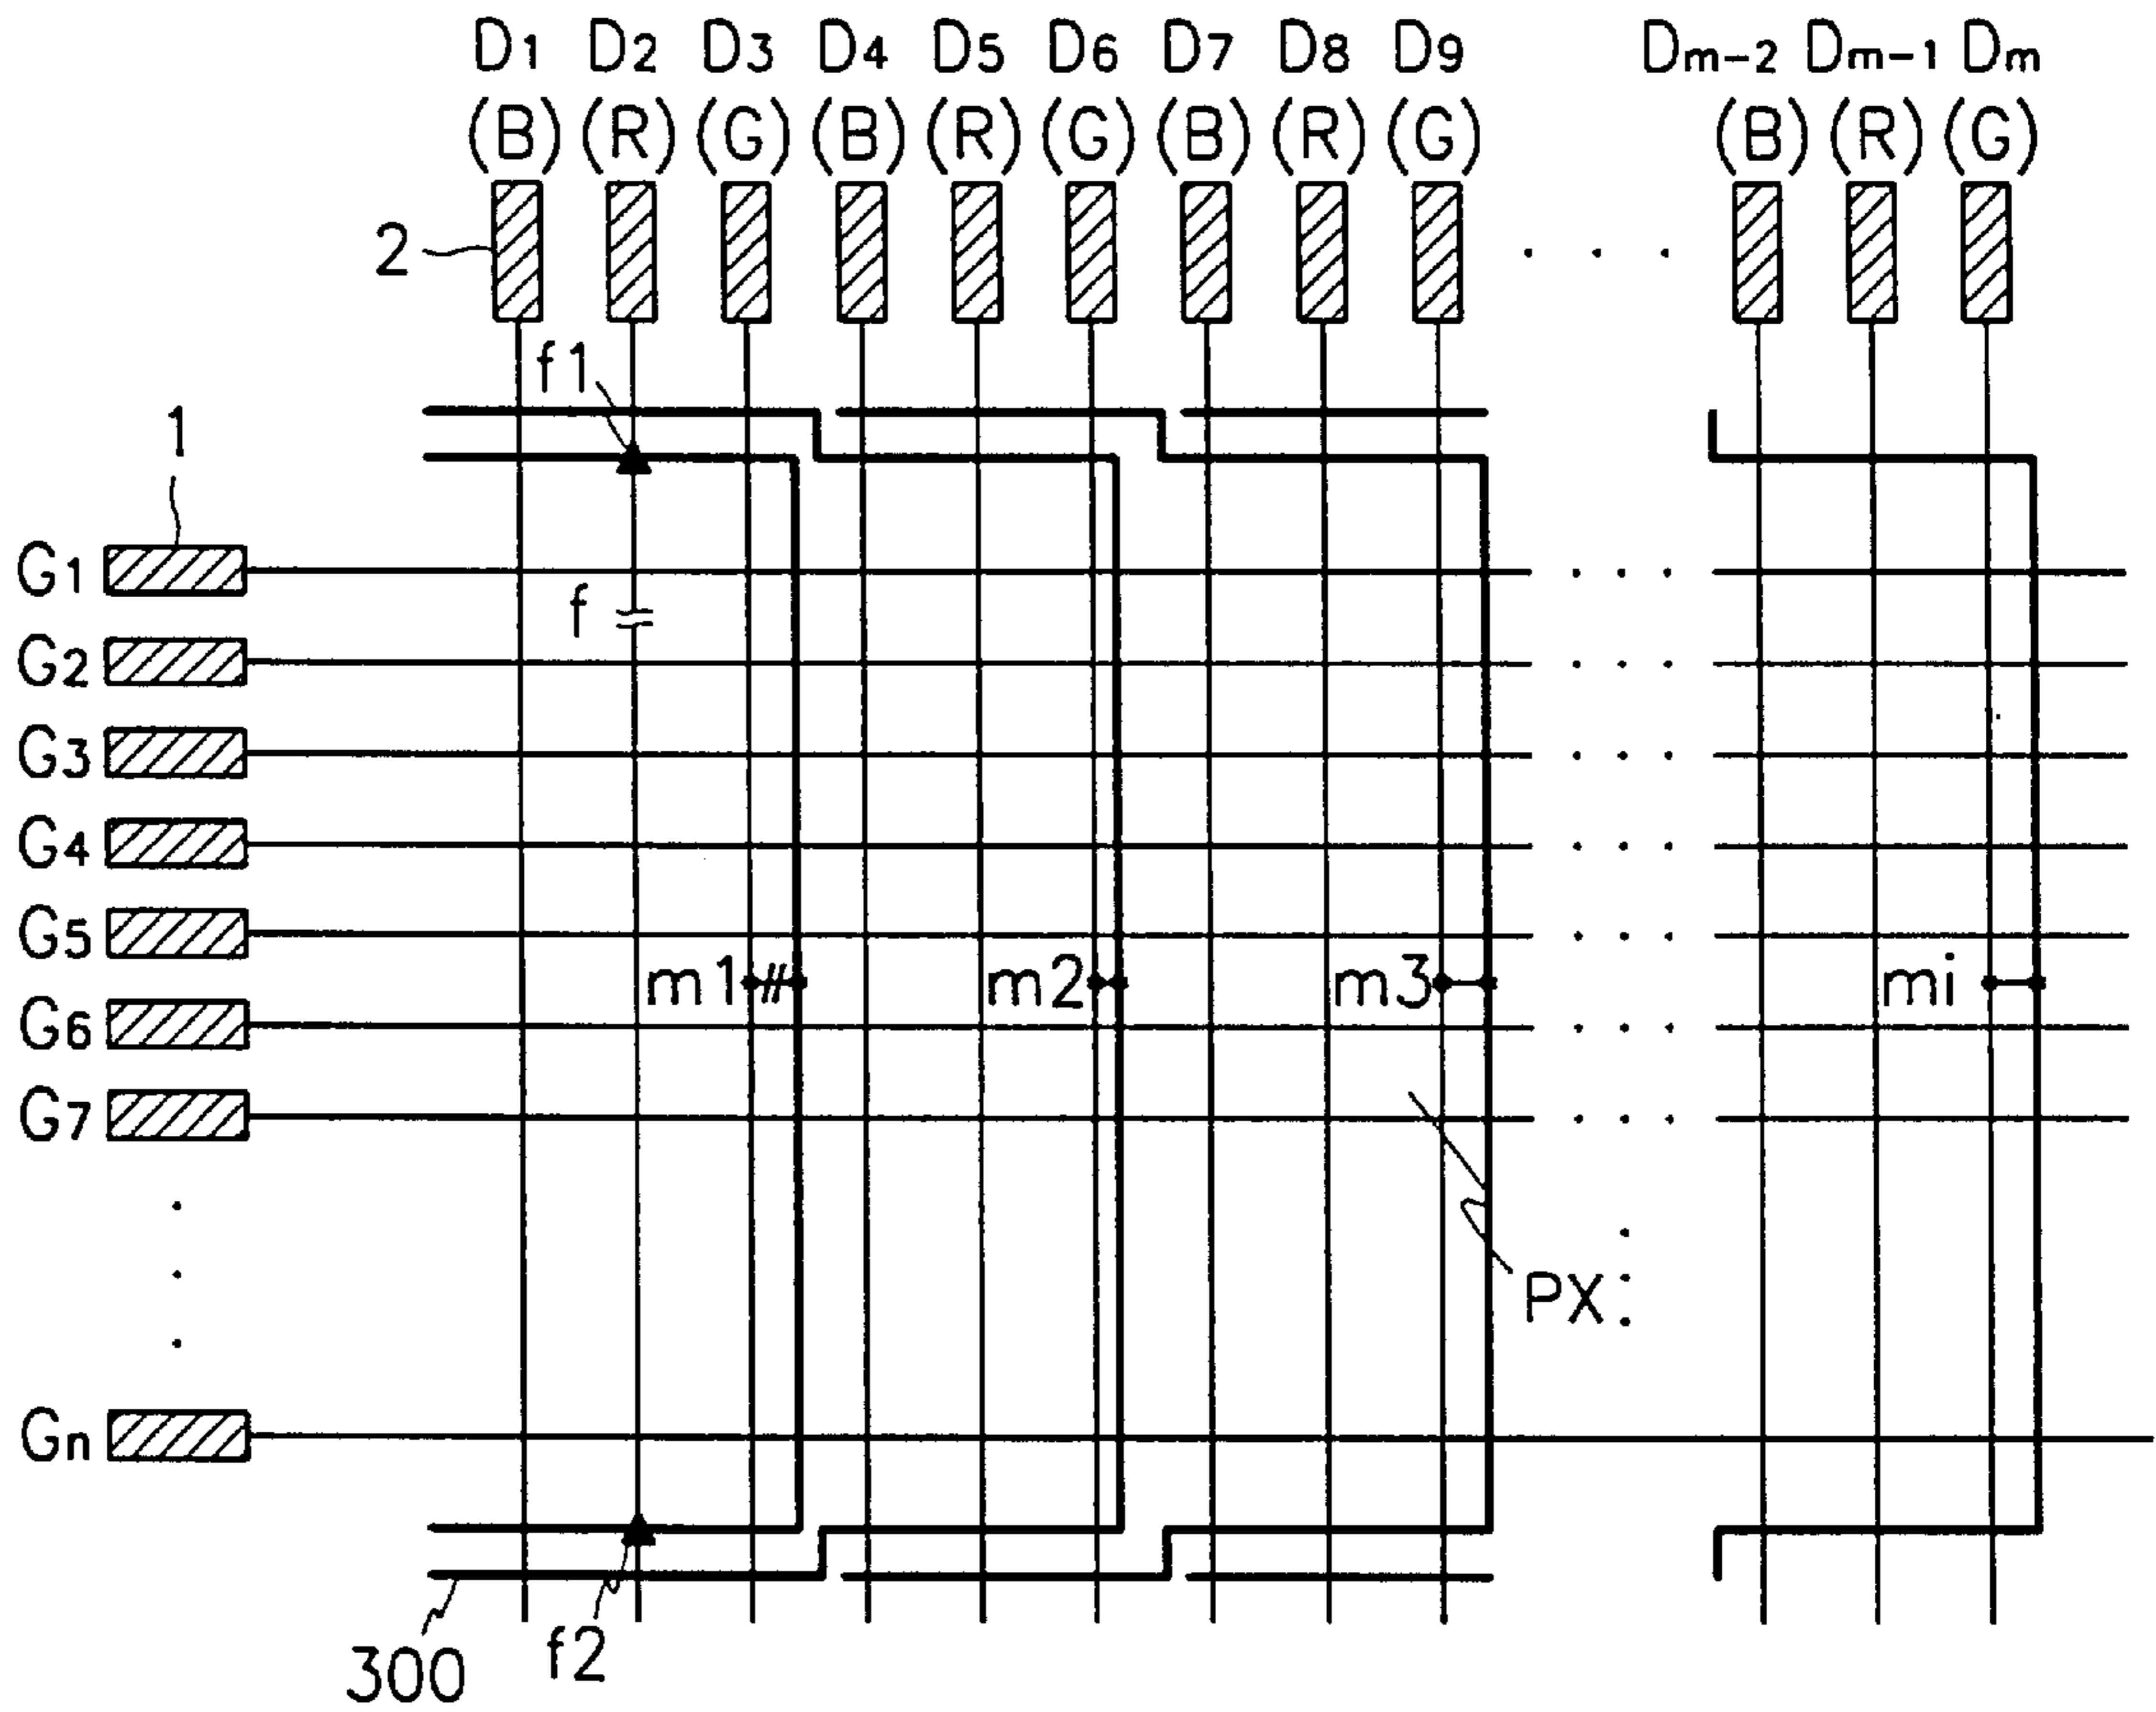 D1 D2 D3 D4 D5 D6 D7 D8 D9 Dm-2 Dm-1 Dm
(B) (R) (G) (B) (R) (G) (B) (R) (G) (B) (R) (G)
2
f1
1
G1
f
G2
G3
G4
G5
m1 m2 m3 mi
G6
G7
PX
Gn
300 f2